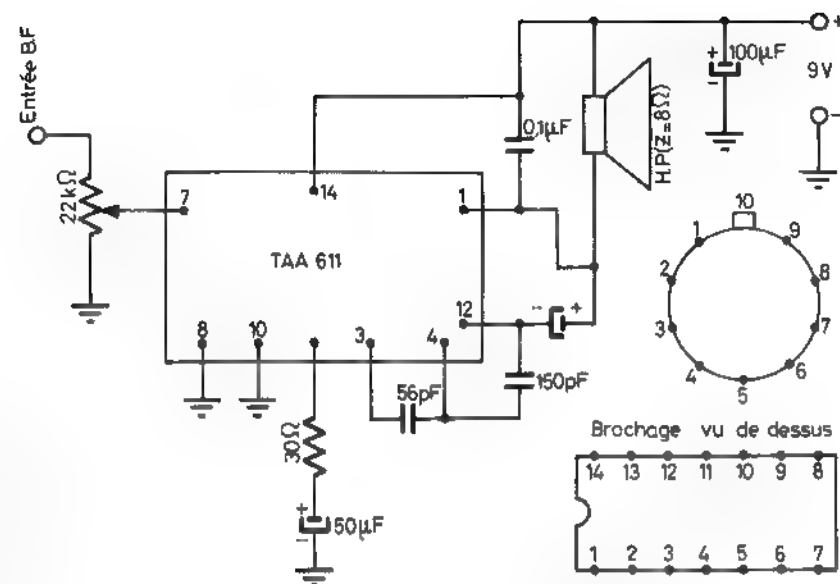 Entrée B.F
22kΩ
7
14
1
TAA 611
12
8
10
3
4
30Ω
+
-
50µF
56pF
150pF
-
+
0,1µF
H.P(Z=8Ω)
+
-
100µF
+
9V
-
10
1
9
2
8
3
7
4
6
5
Brochage vu de dessus
14 13 12 11 10 9 8
1 2 3 4 5 6 7